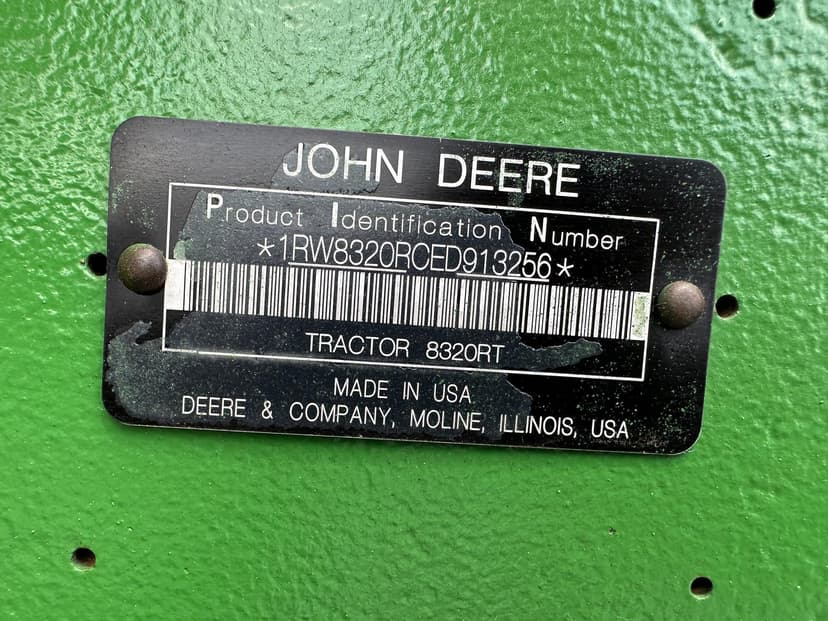 JOHN DEERE
Product Identification Number
*1RW8320RCED913256*
TRACTOR 8320RT
MADE IN USA
DEERE & COMPANY, MOLINE, ILLINOIS, USA